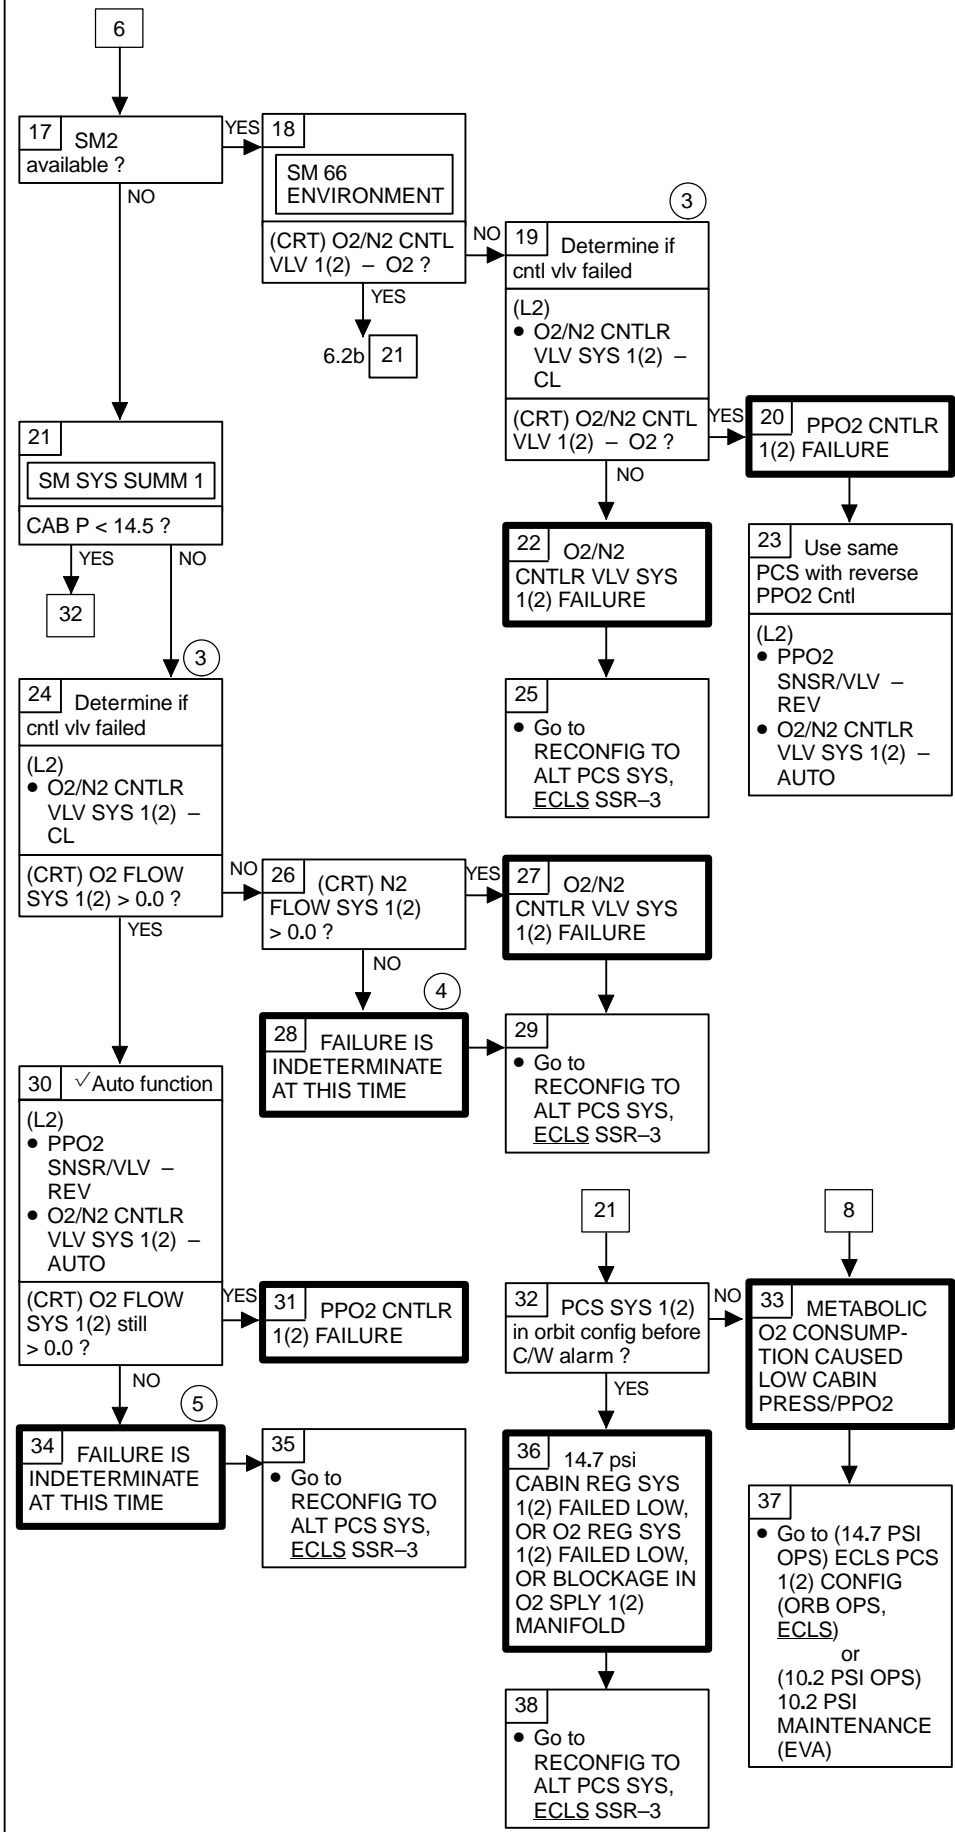 6
17 SM2
available ?
YES
NO
18
SM 66
ENVIRONMENT
(CRT) O2/N2 CNTL
VLV 1(2) – O2 ?
NO
YES
6.2b 21
3
19 Determine if
cntl vlv failed
(L2)
• O2/N2 CNTLR
VLV SYS 1(2) –
CL
(CRT) O2/N2 CNTL
VLV 1(2) – O2 ?
YES
NO
20 PPO2 CNTLR
1(2) FAILURE
21
SM SYS SUMM 1
CAB P < 14.5 ?
YES
NO
32
22 O2/N2
CNTLR VLV SYS
1(2) FAILURE
23 Use same
PCS with reverse
PPO2 Cntl
(L2)
• PPO2
SNSR/VLV –
REV
• O2/N2 CNTLR
VLV SYS 1(2) –
AUTO
3
24 Determine if
cntl vlv failed
(L2)
• O2/N2 CNTLR
VLV SYS 1(2) –
CL
(CRT) O2 FLOW
SYS 1(2) > 0.0 ?
NO
YES
25
• Go to
RECONFIG TO
ALT PCS SYS,
ECLS SSR–3
26 (CRT) N2
FLOW SYS 1(2)
> 0.0 ?
YES
NO
27 O2/N2
CNTLR VLV SYS
1(2) FAILURE
4
28 FAILURE IS
INDETERMINATE
AT THIS TIME
29
• Go to
RECONFIG TO
ALT PCS SYS,
ECLS SSR–3
30 ✓Auto function
(L2)
• PPO2
SNSR/VLV –
REV
• O2/N2 CNTLR
VLV SYS 1(2) –
AUTO
(CRT) O2 FLOW
SYS 1(2) still
> 0.0 ?
YES
NO
31 PPO2 CNTLR
1(2) FAILURE
21
32 PCS SYS 1(2)
in orbit config before
C/W alarm ?
NO
YES
8
33 METABOLIC
O2 CONSUMP-
TION CAUSED
LOW CABIN
PRESS/PPO2
5
34 FAILURE IS
INDETERMINATE
AT THIS TIME
35
• Go to
RECONFIG TO
ALT PCS SYS,
ECLS SSR–3
36 14.7 psi
CABIN REG SYS
1(2) FAILED LOW,
OR O2 REG SYS
1(2) FAILED LOW,
OR BLOCKAGE IN
O2 SPLY 1(2)
MANIFOLD
37
• Go to (14.7 PSI
OPS) ECLS PCS
1(2) CONFIG
(ORB OPS,
ECLS)
or
(10.2 PSI OPS)
10.2 PSI
MAINTENANCE
(EVA)
38
• Go to
RECONFIG TO
ALT PCS SYS,
ECLS SSR–3